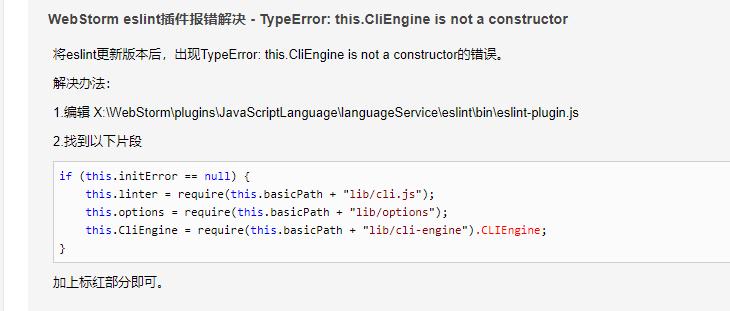 WebStorm eslint插件报错解决 - TypeError: this.CliEngine is not a constructor
将eslint更新版本后，出现TypeError: this.CliEngine is not a constructor的错误。
解决办法：
1.编辑 X:\WebStorm\plugins\JavaScriptLanguage\languageService\eslint\bin\eslint-plugin.js
2.找到以下片段
if (this.initError == null) {
    this.linter = require(this.basicPath + "lib/cli.js");
    this.options = require(this.basicPath + "lib/options");
    this.CliEngine = require(this.basicPath + "lib/cli-engine").CLIEngine;
}
加上标红部分即可。